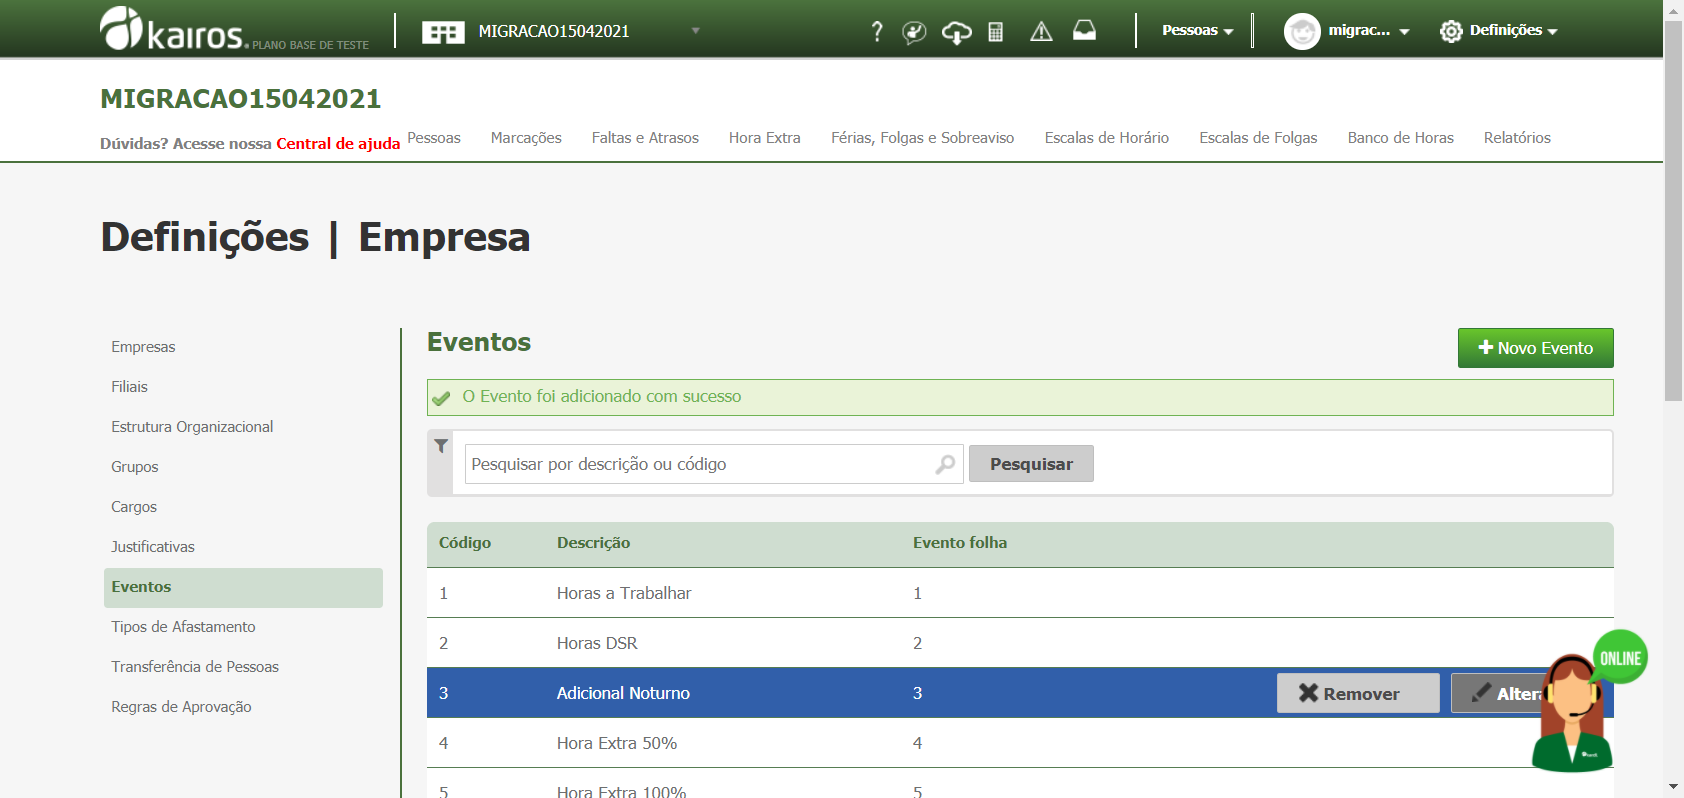 kairos. PLANO BASE DE TESTE
MIGRACAO15042021
?
Pessoas
migrac...
Definições
MIGRACAO15042021
Dúvidas? Acesse nossa Central de ajuda
Pessoas Marcações Faltas e Atrasos Hora Extra Férias, Folgas e Sobreaviso Escalas de Horário Escalas de Folgas Banco de Horas Relatórios
Definições | Empresa
Empresas
Filiais
Estrutura Organizacional
Grupos
Cargos
Justificativas
Eventos
Tipos de Afastamento
Transferência de Pessoas
Regras de Aprovação
Eventos
Novo Evento
O Evento foi adicionado com sucesso
Pesquisar por descrição ou código
Pesquisar
Código Descrição Evento folha
1 Horas a Trabalhar 1
2 Horas DSR 2
3 Adicional Noturno 3 Remover Altera
4 Hora Extra 50% 4
5 Hora Extra 100% 5
ONLINE